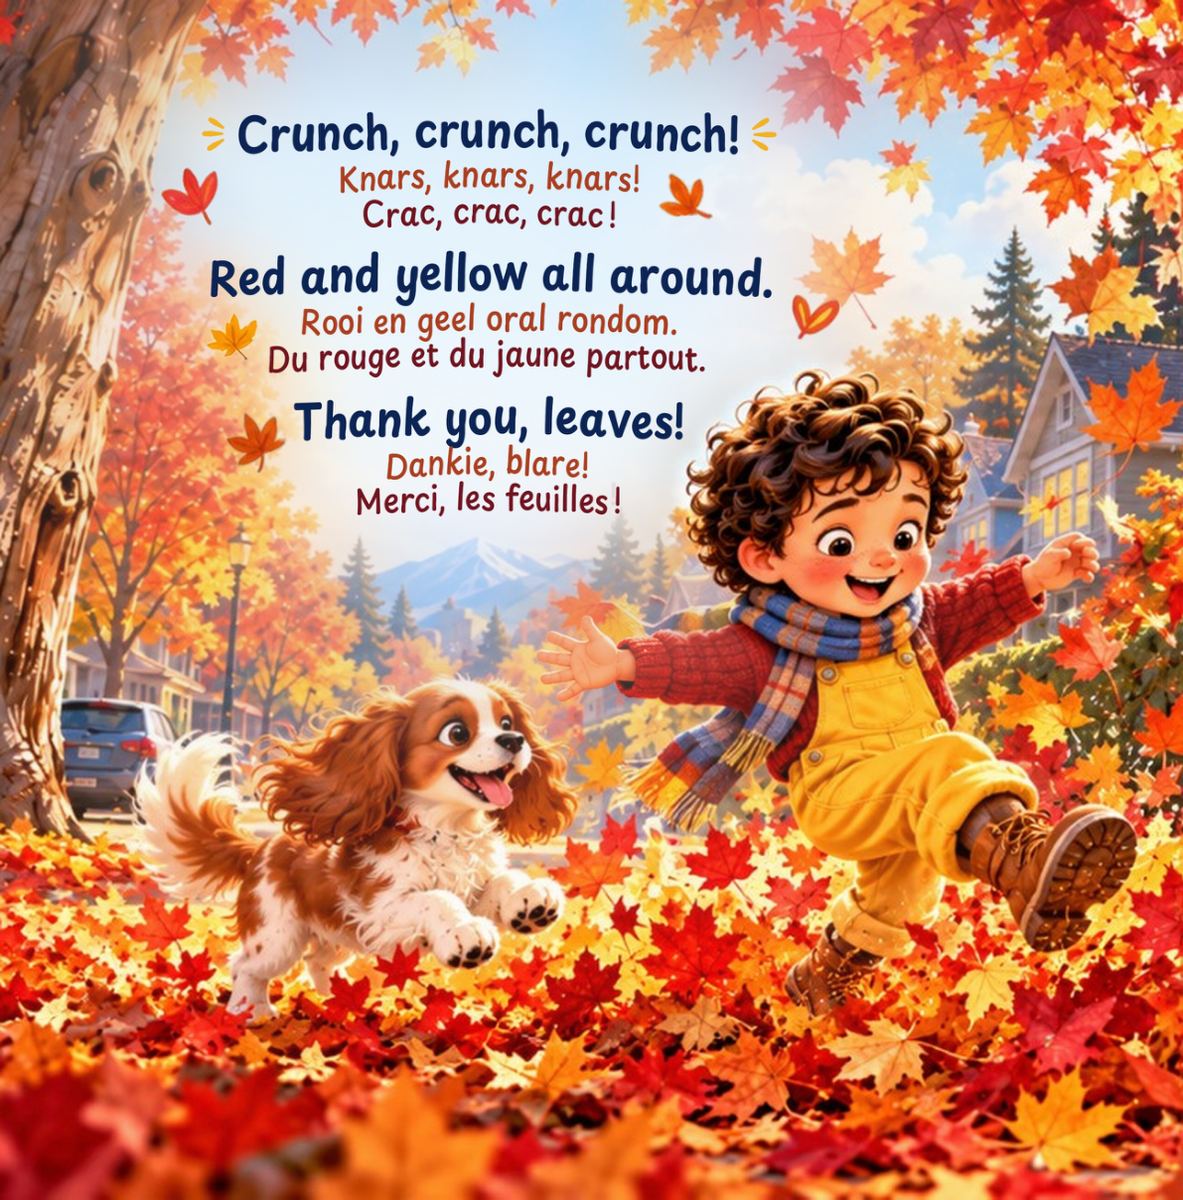 Crunch, crunch, crunch!
Knars, knars, knars!
Crac, crac, crac !
Red and yellow all around.
Rooi en geel oral rondom.
Du rouge et du jaune partout.
Thank you, leaves!
Dankie, blare!
Merci, les feuilles !